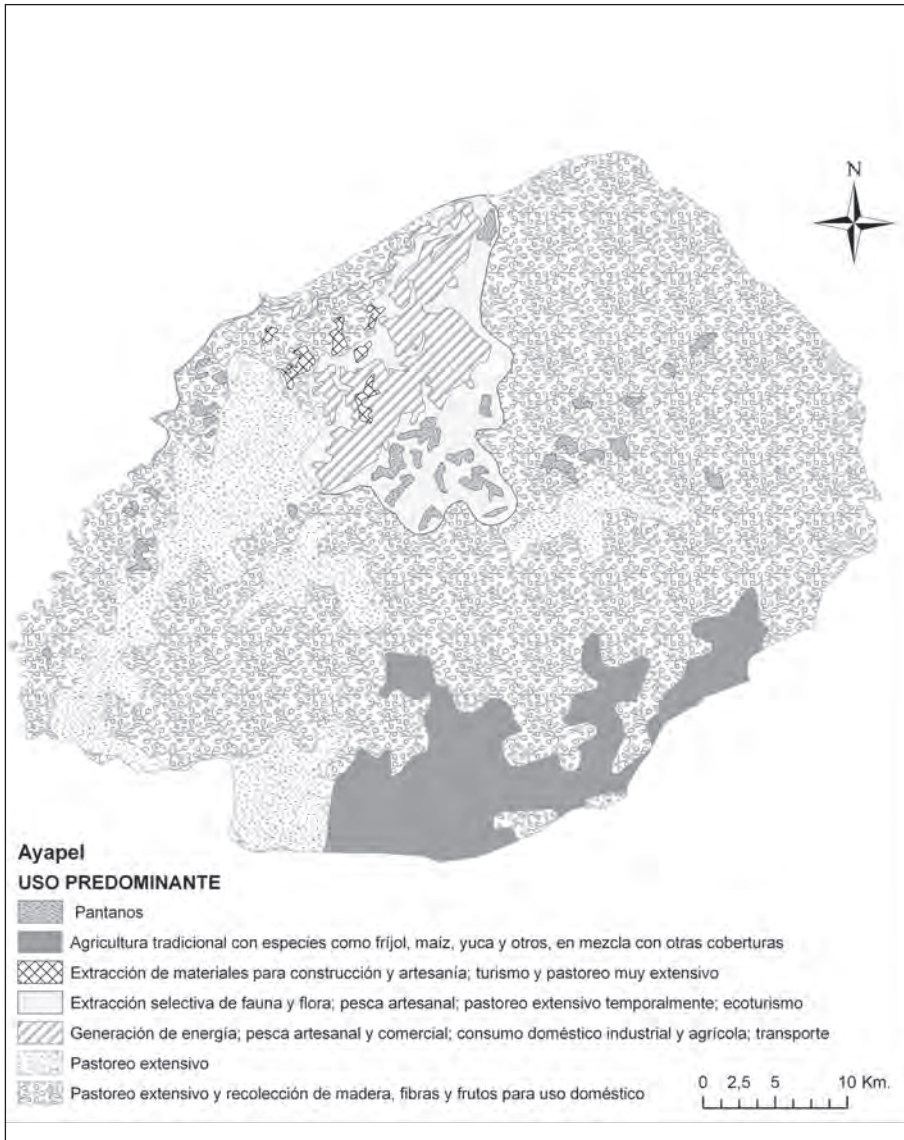 N
Ayapel
USO PREDOMINANTE
Pantanos
Agricultura tradicional con especies como fríjol, maíz, yuca y otros, en mezcla con otras coberturas
Extracción de materiales para construcción y artesanía; turismo y pastoreo muy extensivo
Extracción selectiva de fauna y flora; pesca artesanal; pastoreo extensivo temporalmente; ecoturismo
Generación de energía; pesca artesanal y comercial; consumo doméstico industrial y agrícola; transporte
Pastoreo extensivo
Pastoreo extensivo y recolección de madera, fibras y frutos para uso doméstico
0 2,5 5 10 Km.